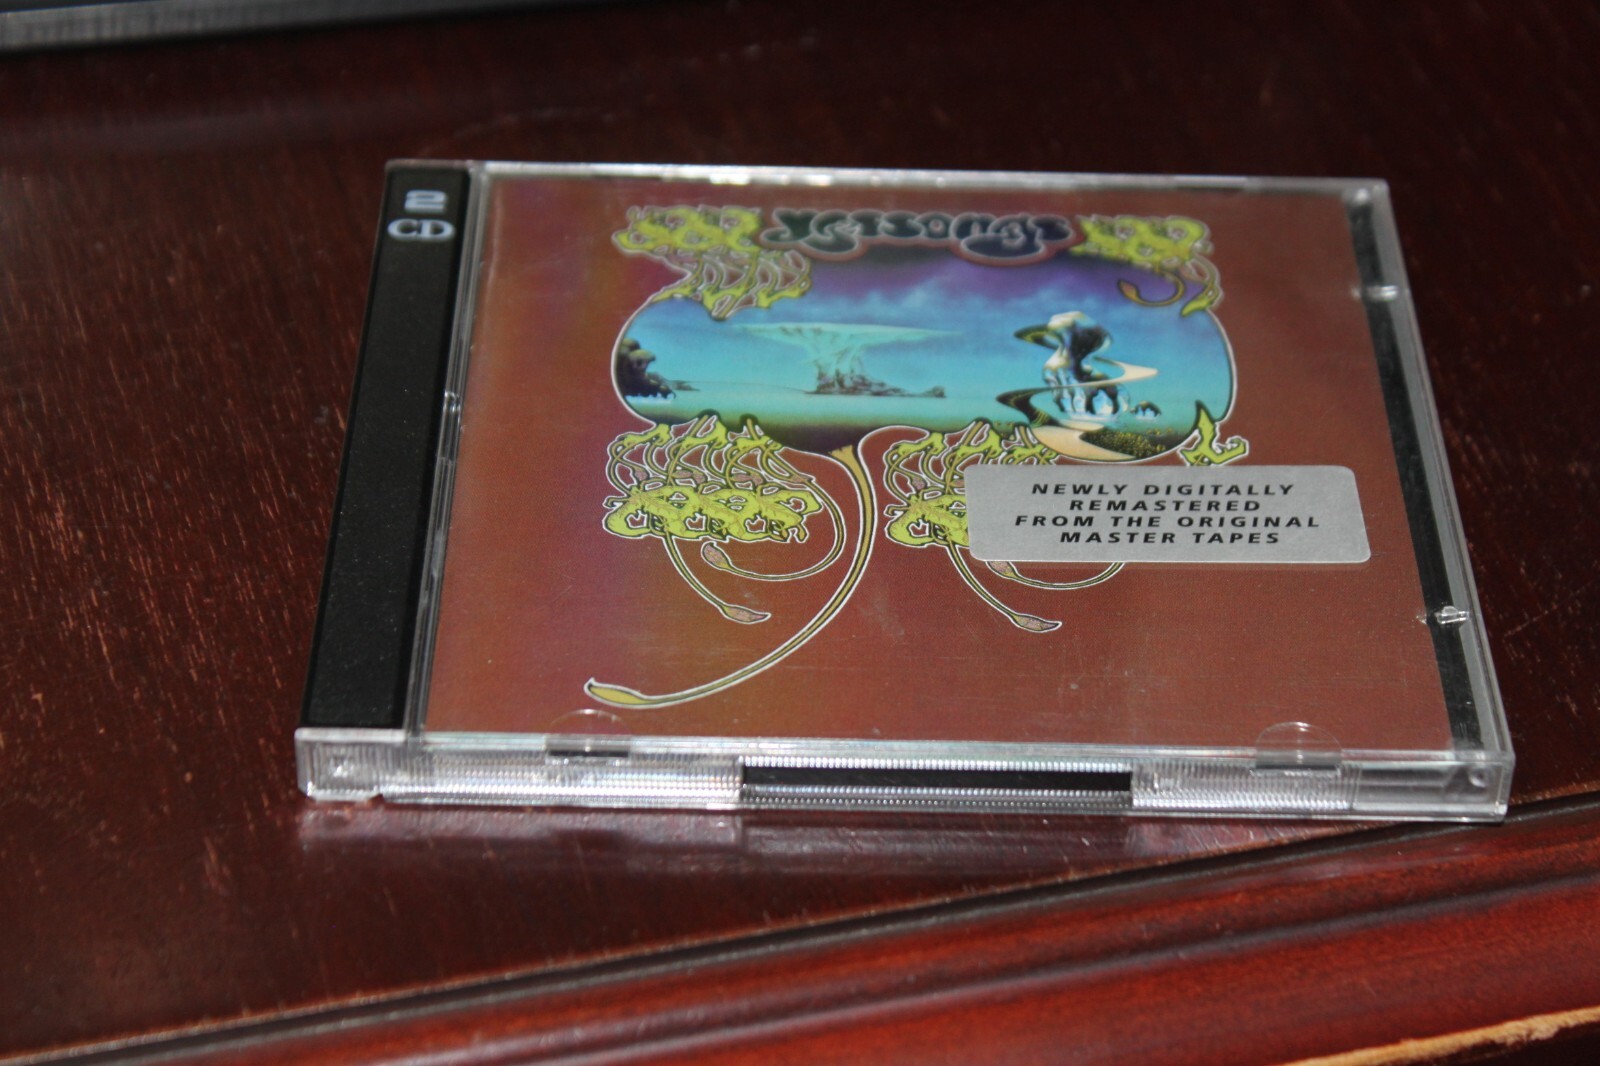 2
CD
Yessongs
NEWLY DIGITALLY
REMASTERED
FROM THE ORIGINAL
MASTER TAPES